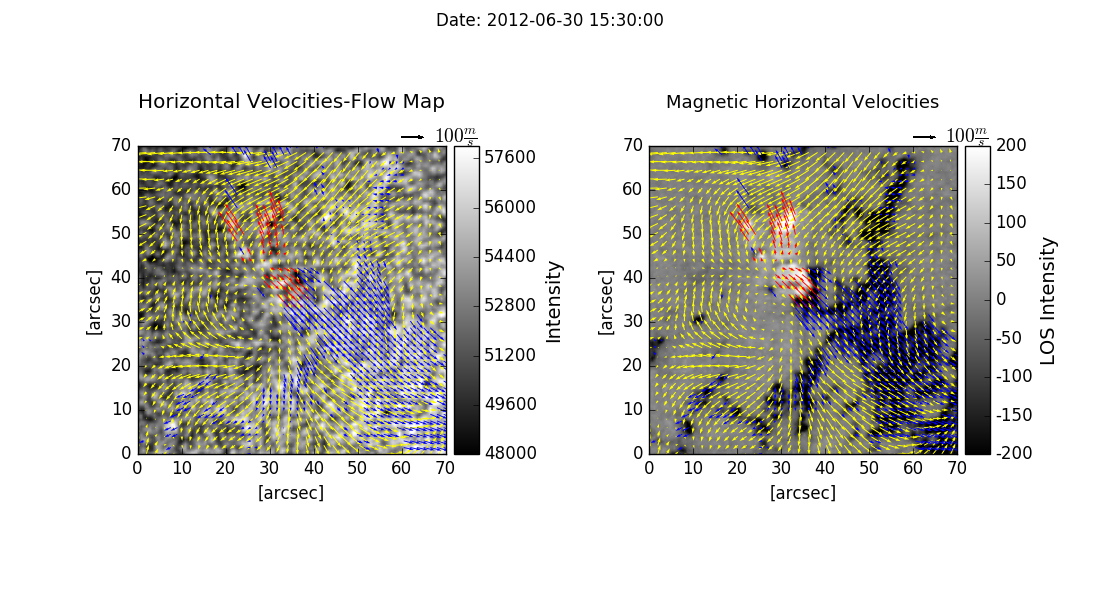 Date: 2012-06-30 15:30:00
Horizontal Velocities-Flow Map
100 m/s
70
60
50
40
30
20
10
0
[arcsec]
0 10 20 30 40 50 60 70
[arcsec]
57600
56000
54400
52800
51200
49600
48000
Intensity
Magnetic Horizontal Velocities
100 m/s
70
60
50
40
30
20
10
0
[arcsec]
0 10 20 30 40 50 60 70
[arcsec]
200
150
100
50
0
-50
-100
-150
-200
LOS Intensity